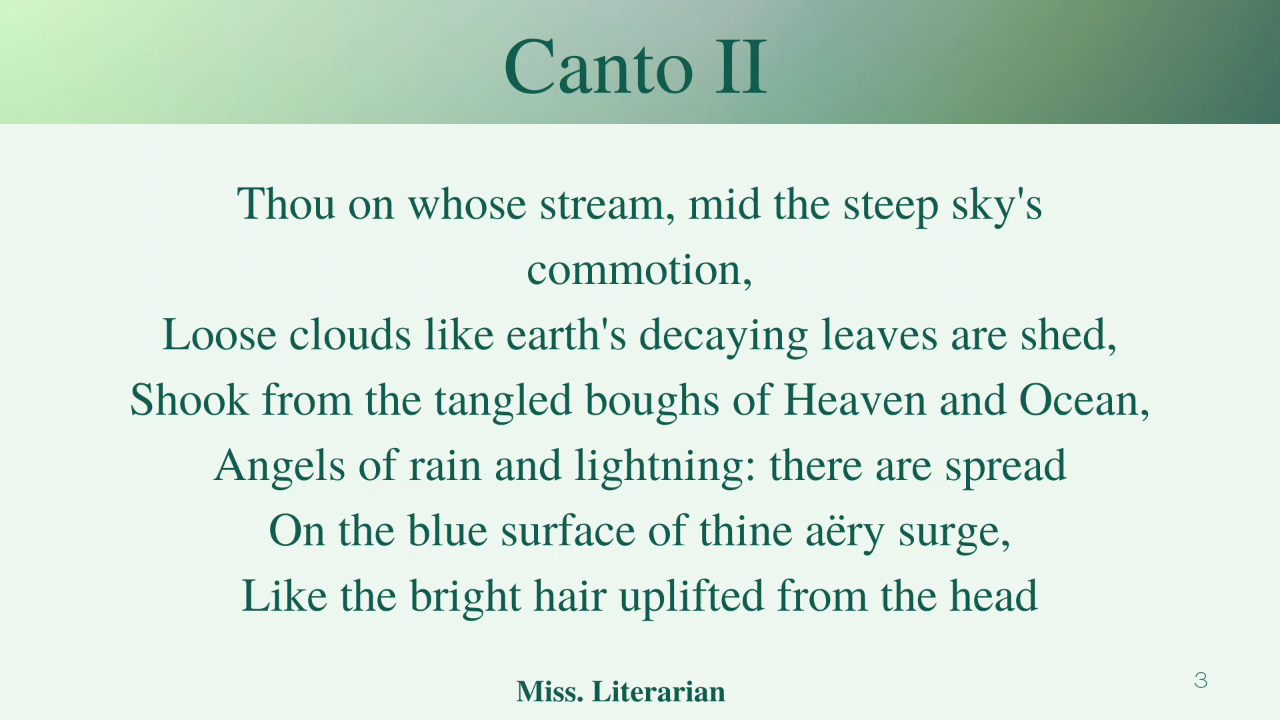 Canto II
Thou on whose stream, mid the steep sky's
commotion,
Loose clouds like earth's decaying leaves are shed,
Shook from the tangled boughs of Heaven and Ocean,
Angels of rain and lightning: there are spread
On the blue surface of thine aëry surge,
Like the bright hair uplifted from the head
Miss. Literarian
3